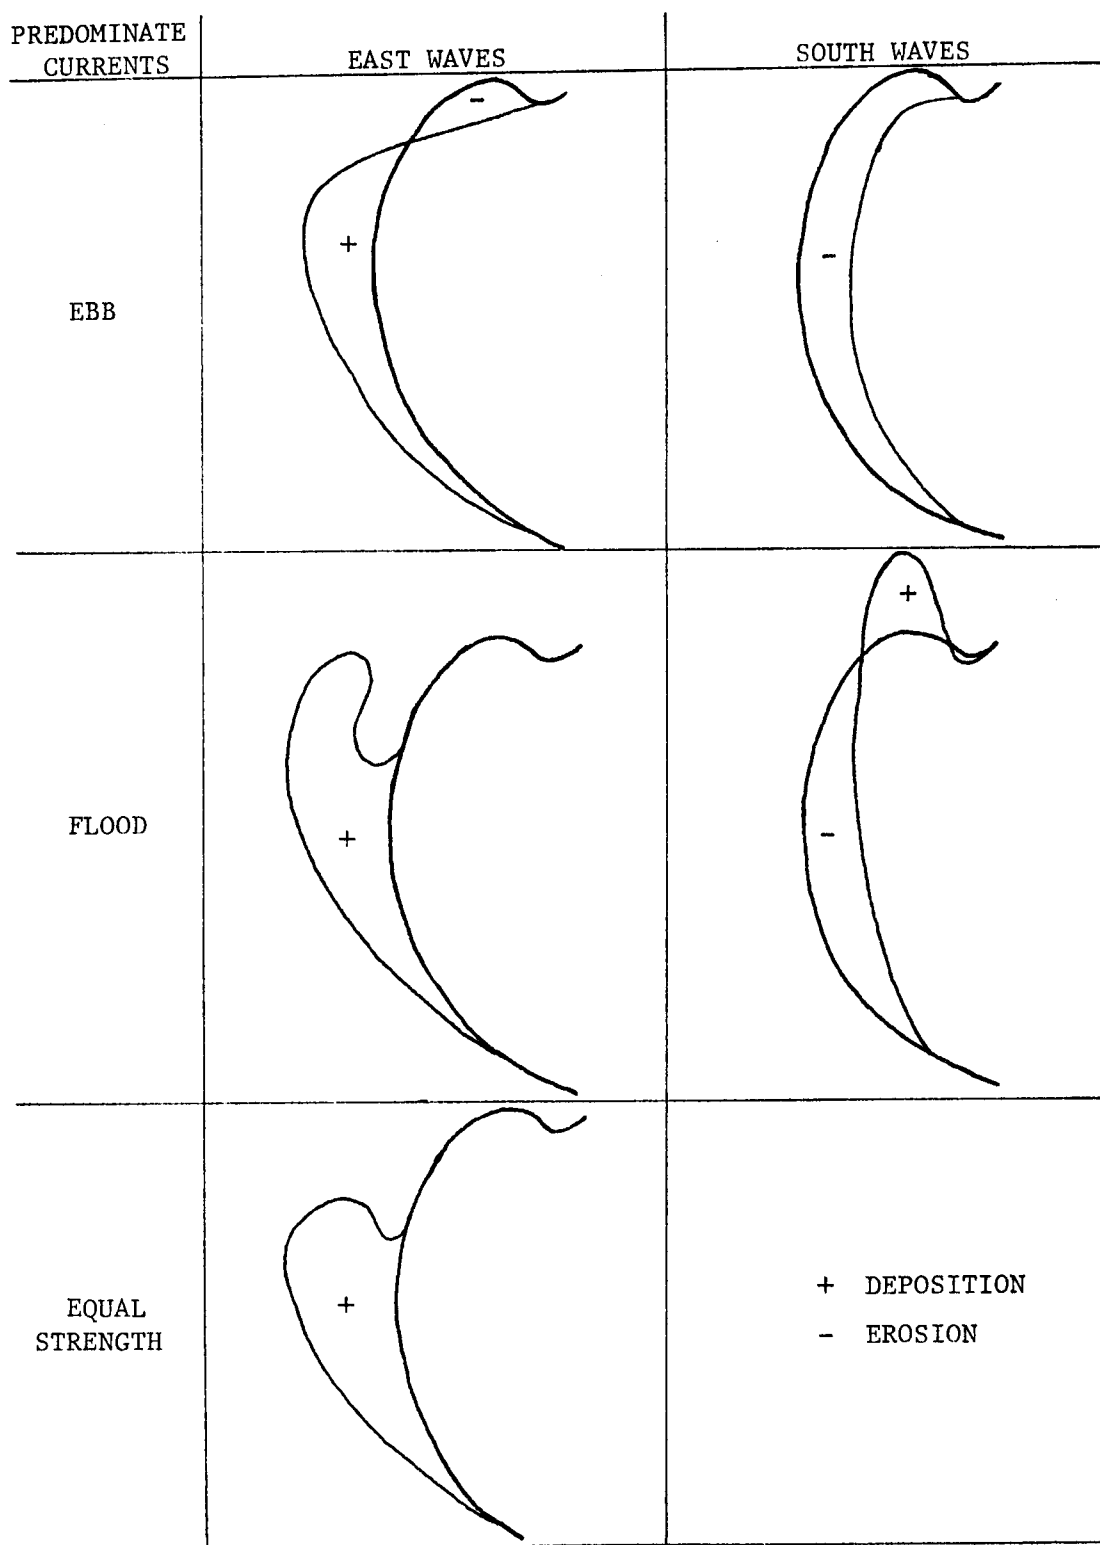 PREDOMINATE
CURRENTS
EAST WAVES
SOUTH WAVES
-
+
-
EBB
+
+
-
FLOOD
+
EQUAL
STRENGTH
+ DEPOSITION
- EROSION